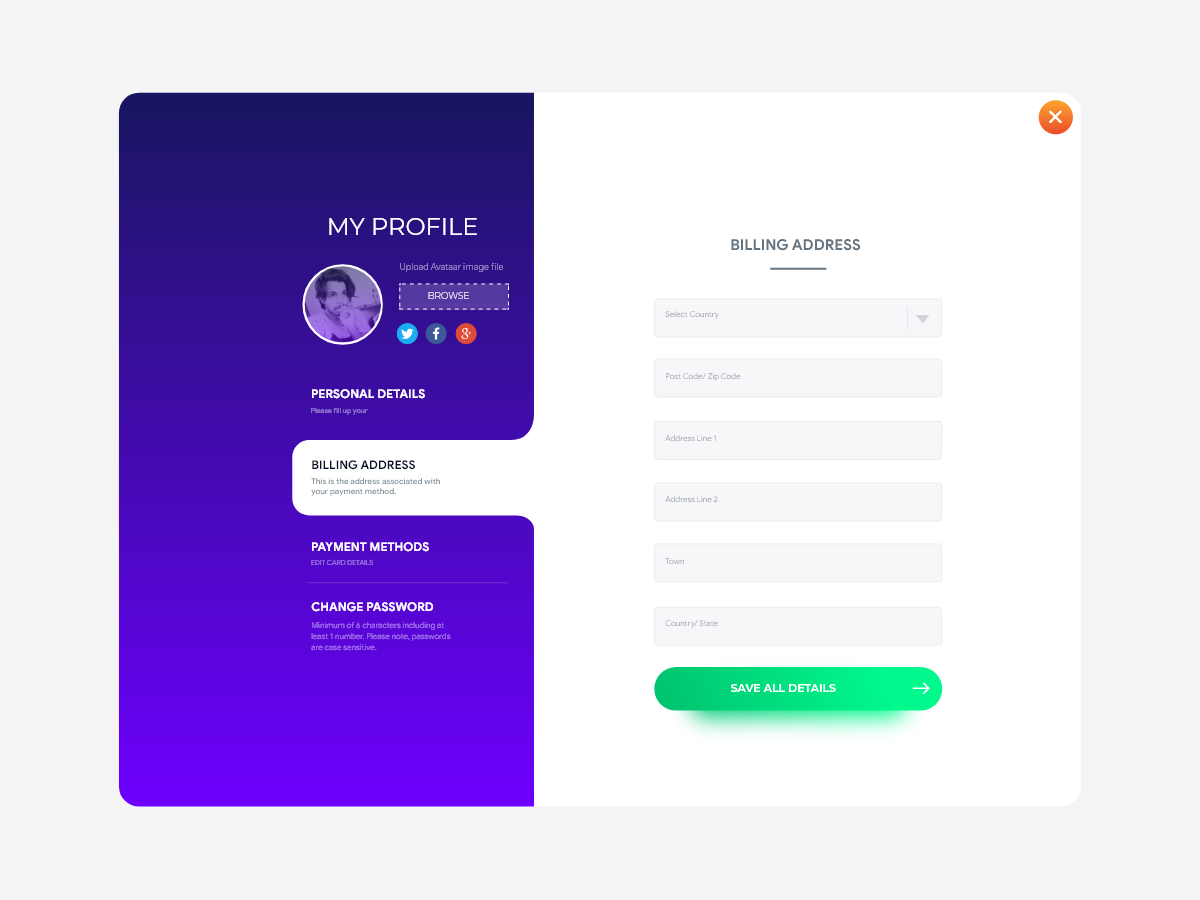 MY PROFILE
Upload Avataar image file
BROWSE
PERSONAL DETAILS
Please fill up your
BILLING ADDRESS
This is the address associated with
your payment method.
PAYMENT METHODS
EDIT CARD DETAILS
CHANGE PASSWORD
Minimum of 6 characters including at
least 1 number. Please note, passwords
are case sensitive.
BILLING ADDRESS
Select Country
Post Code/ Zip Code
Address Line 1
Address Line 2
Town
Country/ State
SAVE ALL DETAILS